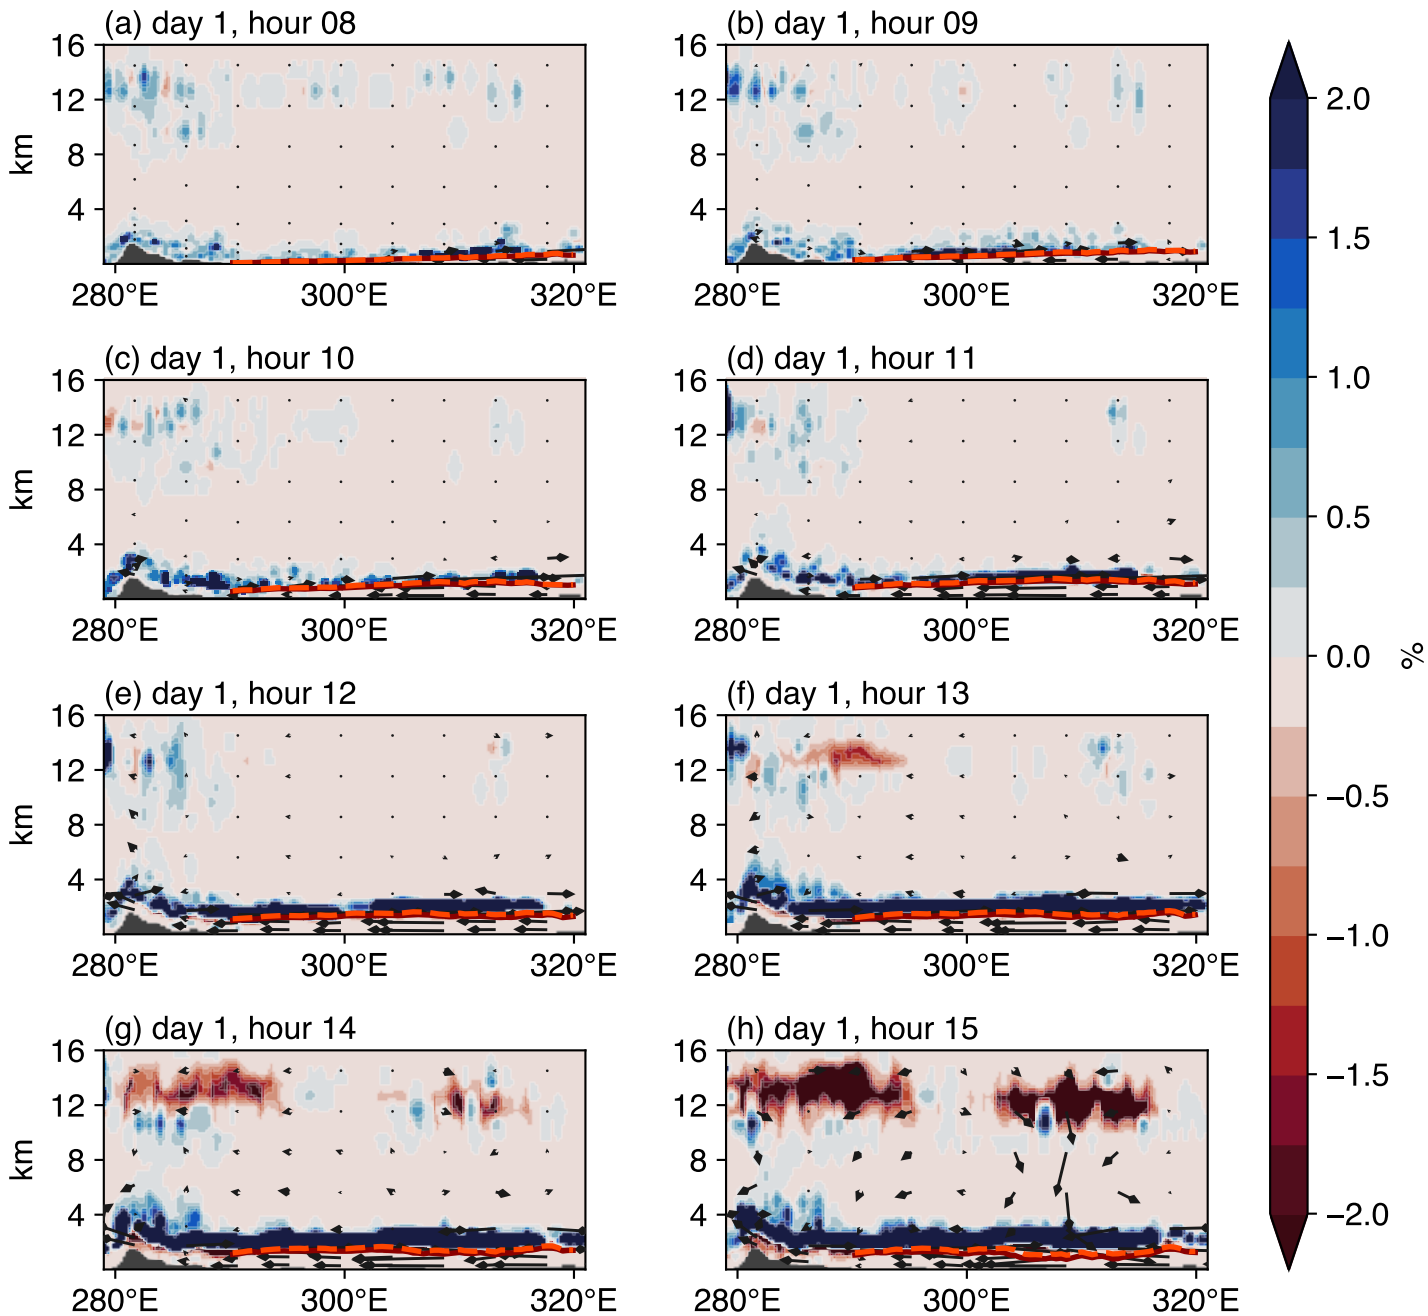 (a) day 1, hour 08
(b) day 1, hour 09
16
12
8
4
km
280°E
300°E
320°E
16
12
8
4
280°E
300°E
320°E
(c) day 1, hour 10
(d) day 1, hour 11
16
12
8
4
km
280°E
300°E
320°E
16
12
8
4
280°E
300°E
320°E
(e) day 1, hour 12
(f) day 1, hour 13
16
12
8
4
km
280°E
300°E
320°E
16
12
8
4
280°E
300°E
320°E
(g) day 1, hour 14
(h) day 1, hour 15
16
12
8
4
km
280°E
300°E
320°E
16
12
8
4
280°E
300°E
320°E
2.0
1.5
1.0
0.5
0.0
−0.5
−1.0
−1.5
−2.0
%